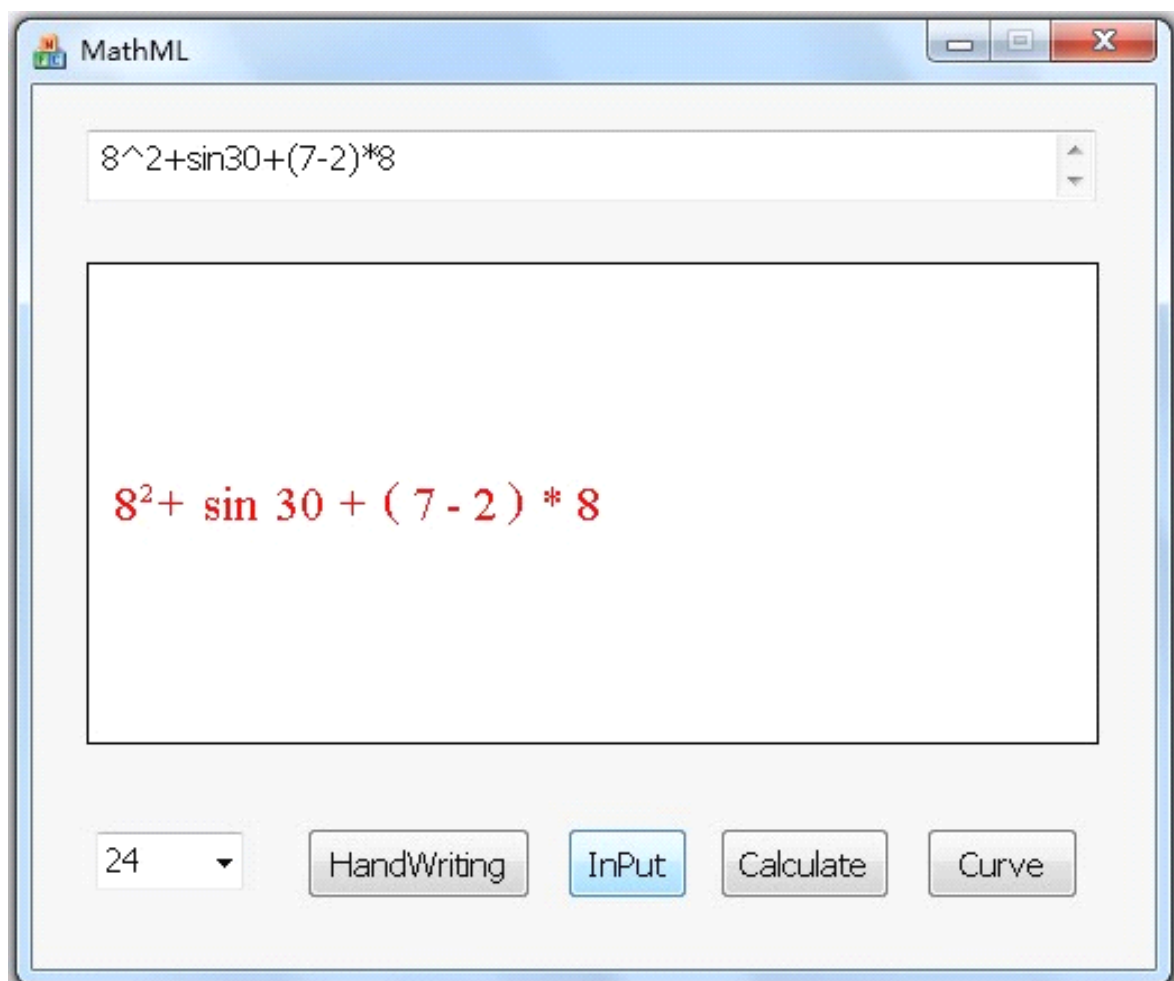 MathML
8^2+sin30+(7-2)*8
8²+ sin 30 + ( 7 - 2 ) * 8
24 HandWriting InPut Calculate Curve